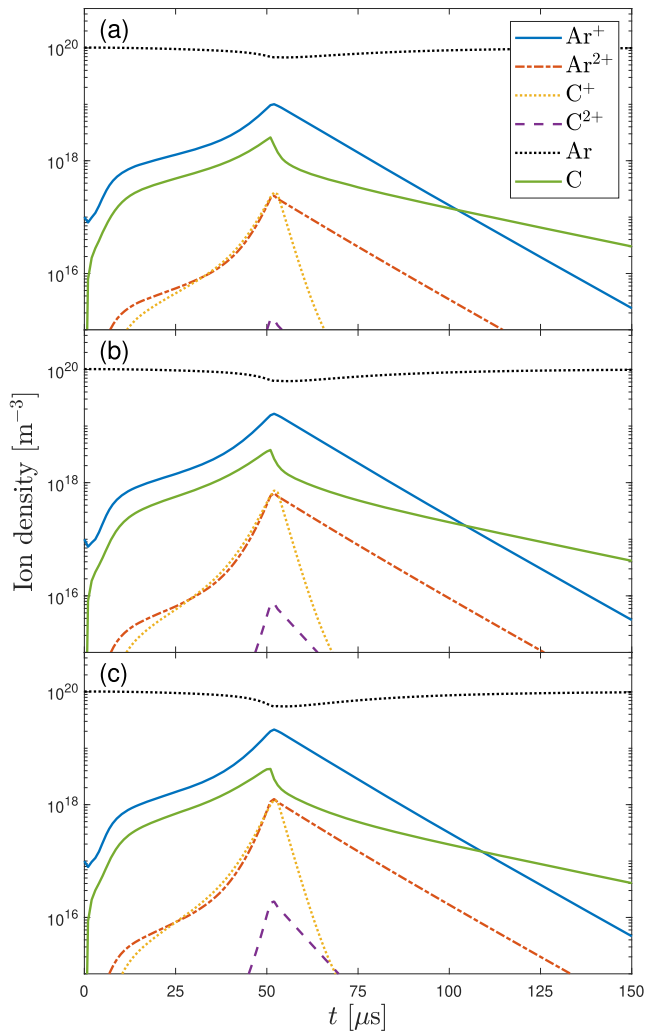 (a)
10²⁰
10¹⁸
10¹⁶
Ar⁺
Ar²⁺
C⁺
C²⁺
Ar
C
(b)
10²⁰
10¹⁸
10¹⁶
Ion density [m⁻³]
(c)
10²⁰
10¹⁸
10¹⁶
0 25 50 75 100 125 150
t [μs]